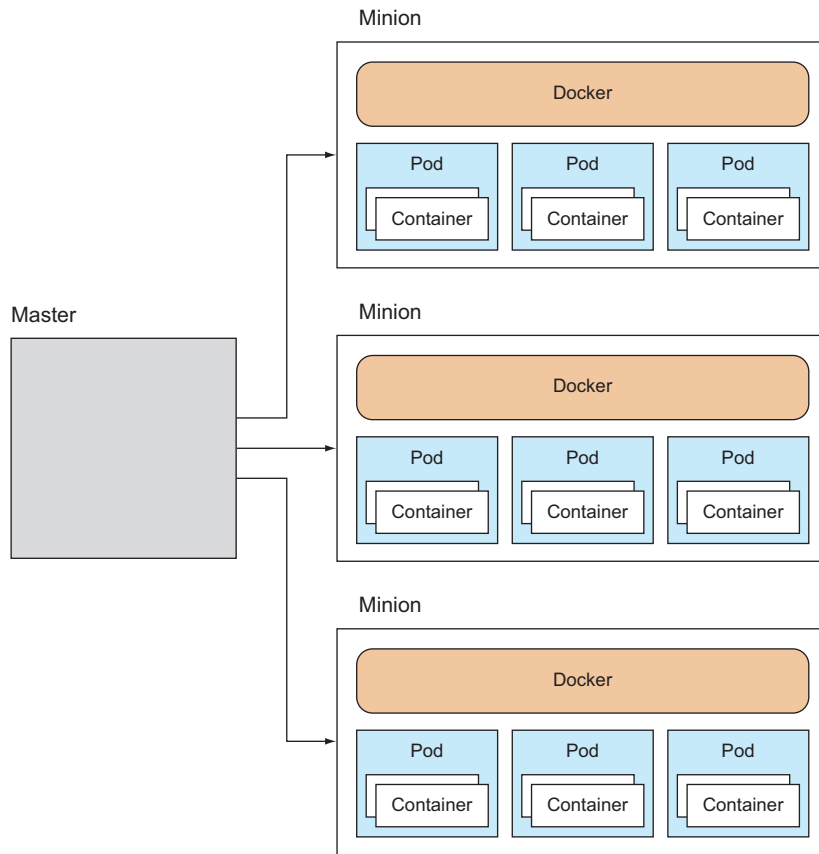 Minion
Docker
Pod Pod Pod
Container Container Container
Master
Minion
Docker
Pod Pod Pod
Container Container Container
Minion
Docker
Pod Pod Pod
Container Container Container